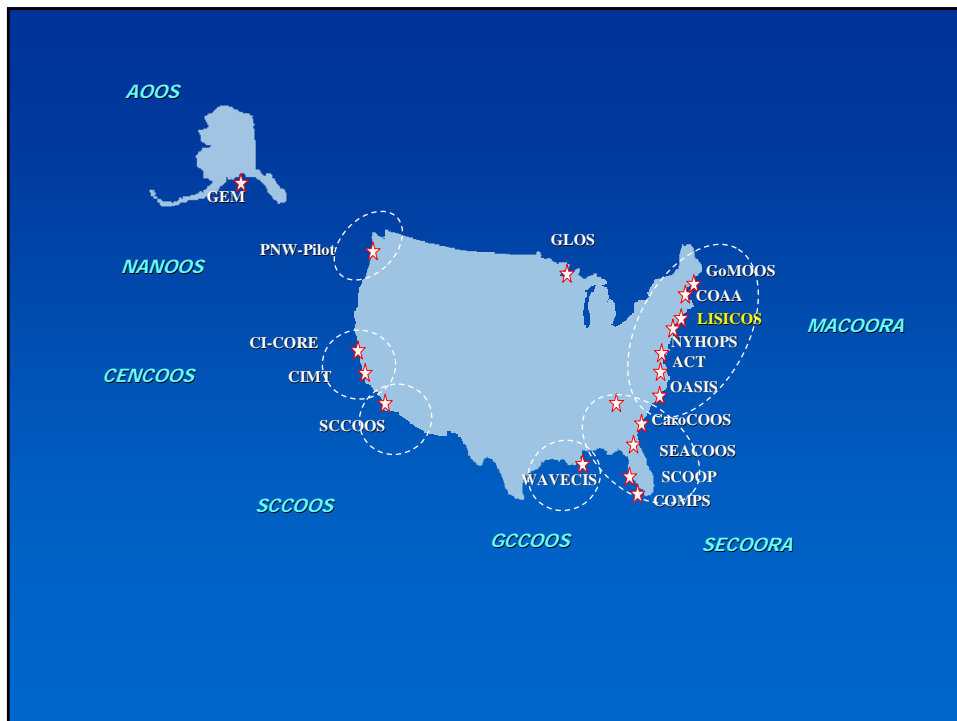 AOOS
GEM
PNW-Pilot
GLOS
NANOOS
GoMOOS
COAA
LISICOS
MACOORA
NYHOPS
CI-CORE
ACT
CENCOOS
CIMT
OASIS
SCCOOS
CaroCOOS
SEACOOS
WAVECIS
SCOOP
COMPS
SCCOOS
GCCOOS
SECOORA